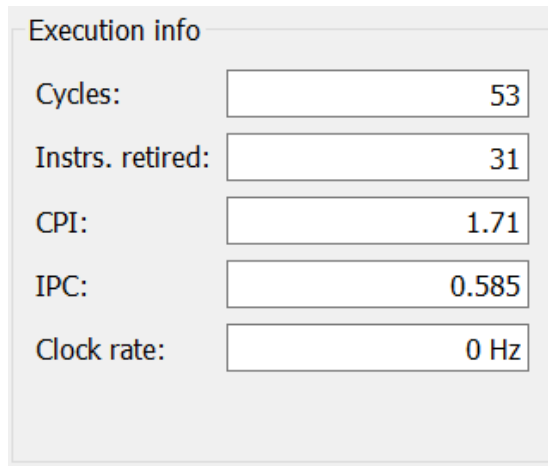 Execution info
Cycles: 53
Instrs. retired: 31
CPI: 1.71
IPC: 0.585
Clock rate: 0 Hz